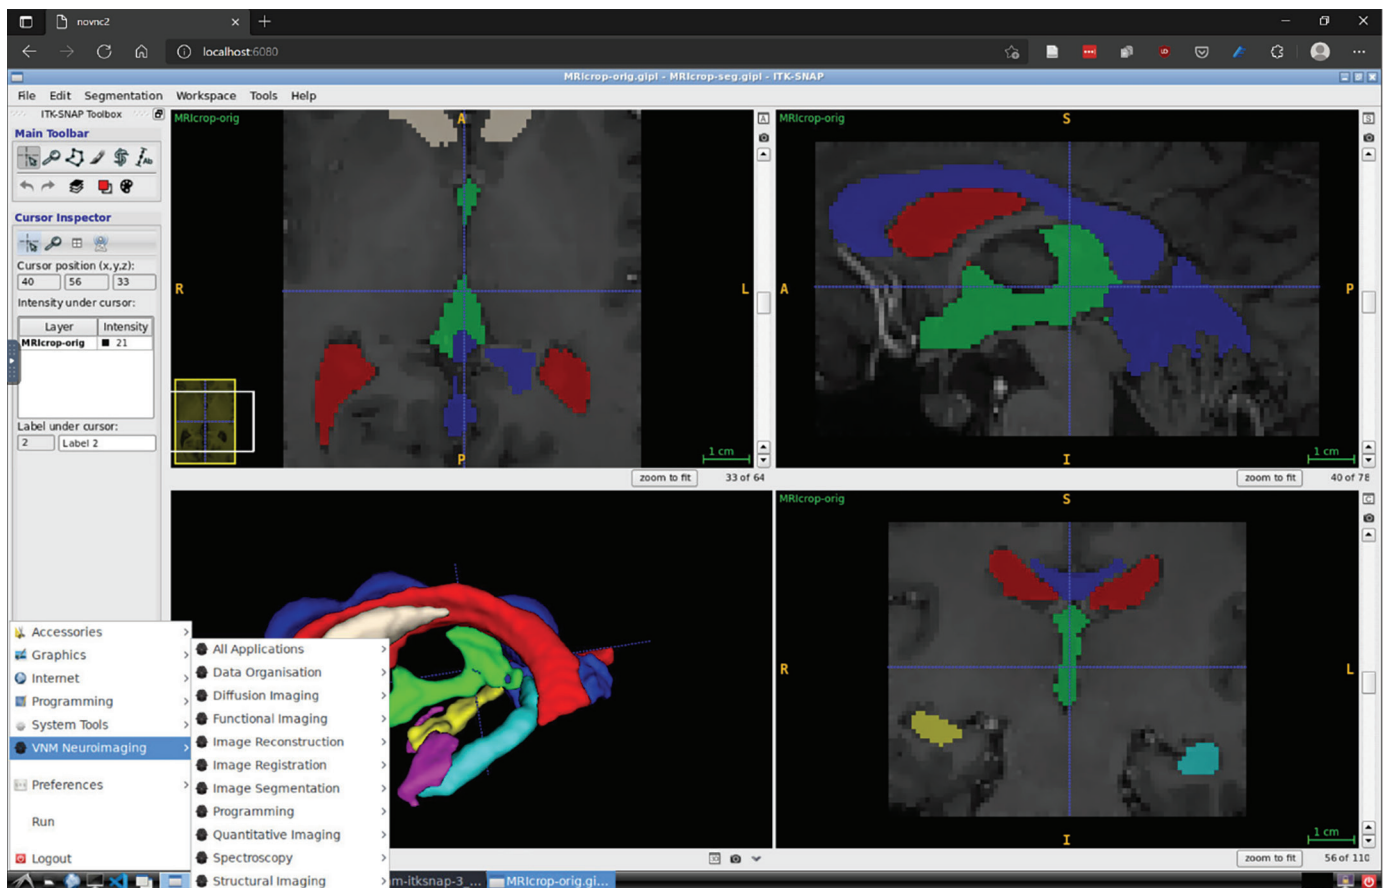 novnc2
localhost:6080
MRIcrop-orig.gipl - MRIcrop-seg.gipl - ITK-SNAP
File Edit Segmentation Workspace Tools Help
ITK-SNAP Toolbox
Main Toolbar
Cursor Inspector
Cursor position (x,y,z):
40 56 33
Intensity under cursor:
Layer Intensity
MRIcrop-orig 21
Label under cursor:
2 Label 2
MRIcrop-orig
A
R
L
P
1 cm
A
zoom to fit 33 of 64
MRIcrop-orig
S
A
P
I
1 cm
S
zoom to fit 40 of 78
MRIcrop-orig
S
R
L
I
1 cm
C
zoom to fit 56 of 110
3D
Accessories
Graphics
Internet
Programming
System Tools
VNM Neuroimaging
Preferences
Run
Logout
All Applications
Data Organisation
Diffusion Imaging
Functional Imaging
Image Reconstruction
Image Registration
Image Segmentation
Programming
Quantitative Imaging
Spectroscopy
Structural Imaging
m-itksnap-3_...
MRIcrop-orig.gi...